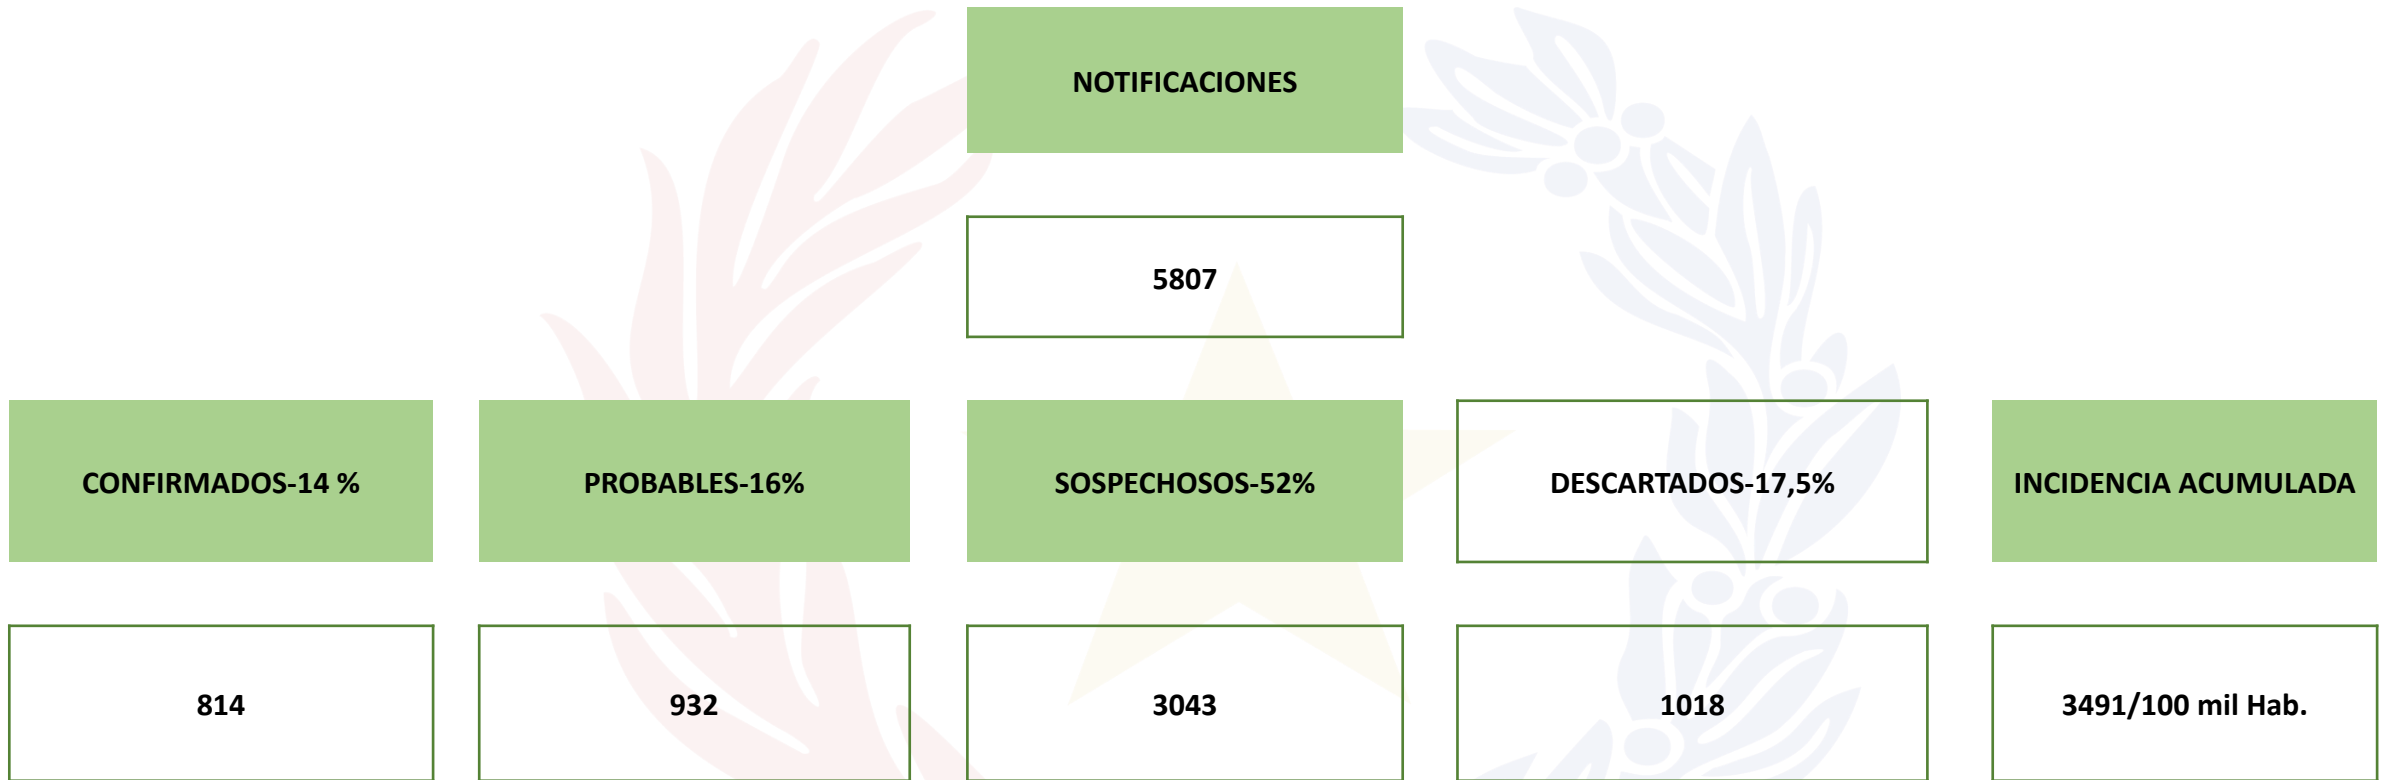 NOTIFICACIONES
5807
CONFIRMADOS-14 %
PROBABLES-16%
SOSPECHOSOS-52%
DESCARTADOS-17,5%
INCIDENCIA ACUMULADA
814
932
3043
1018
3491/100 mil Hab.